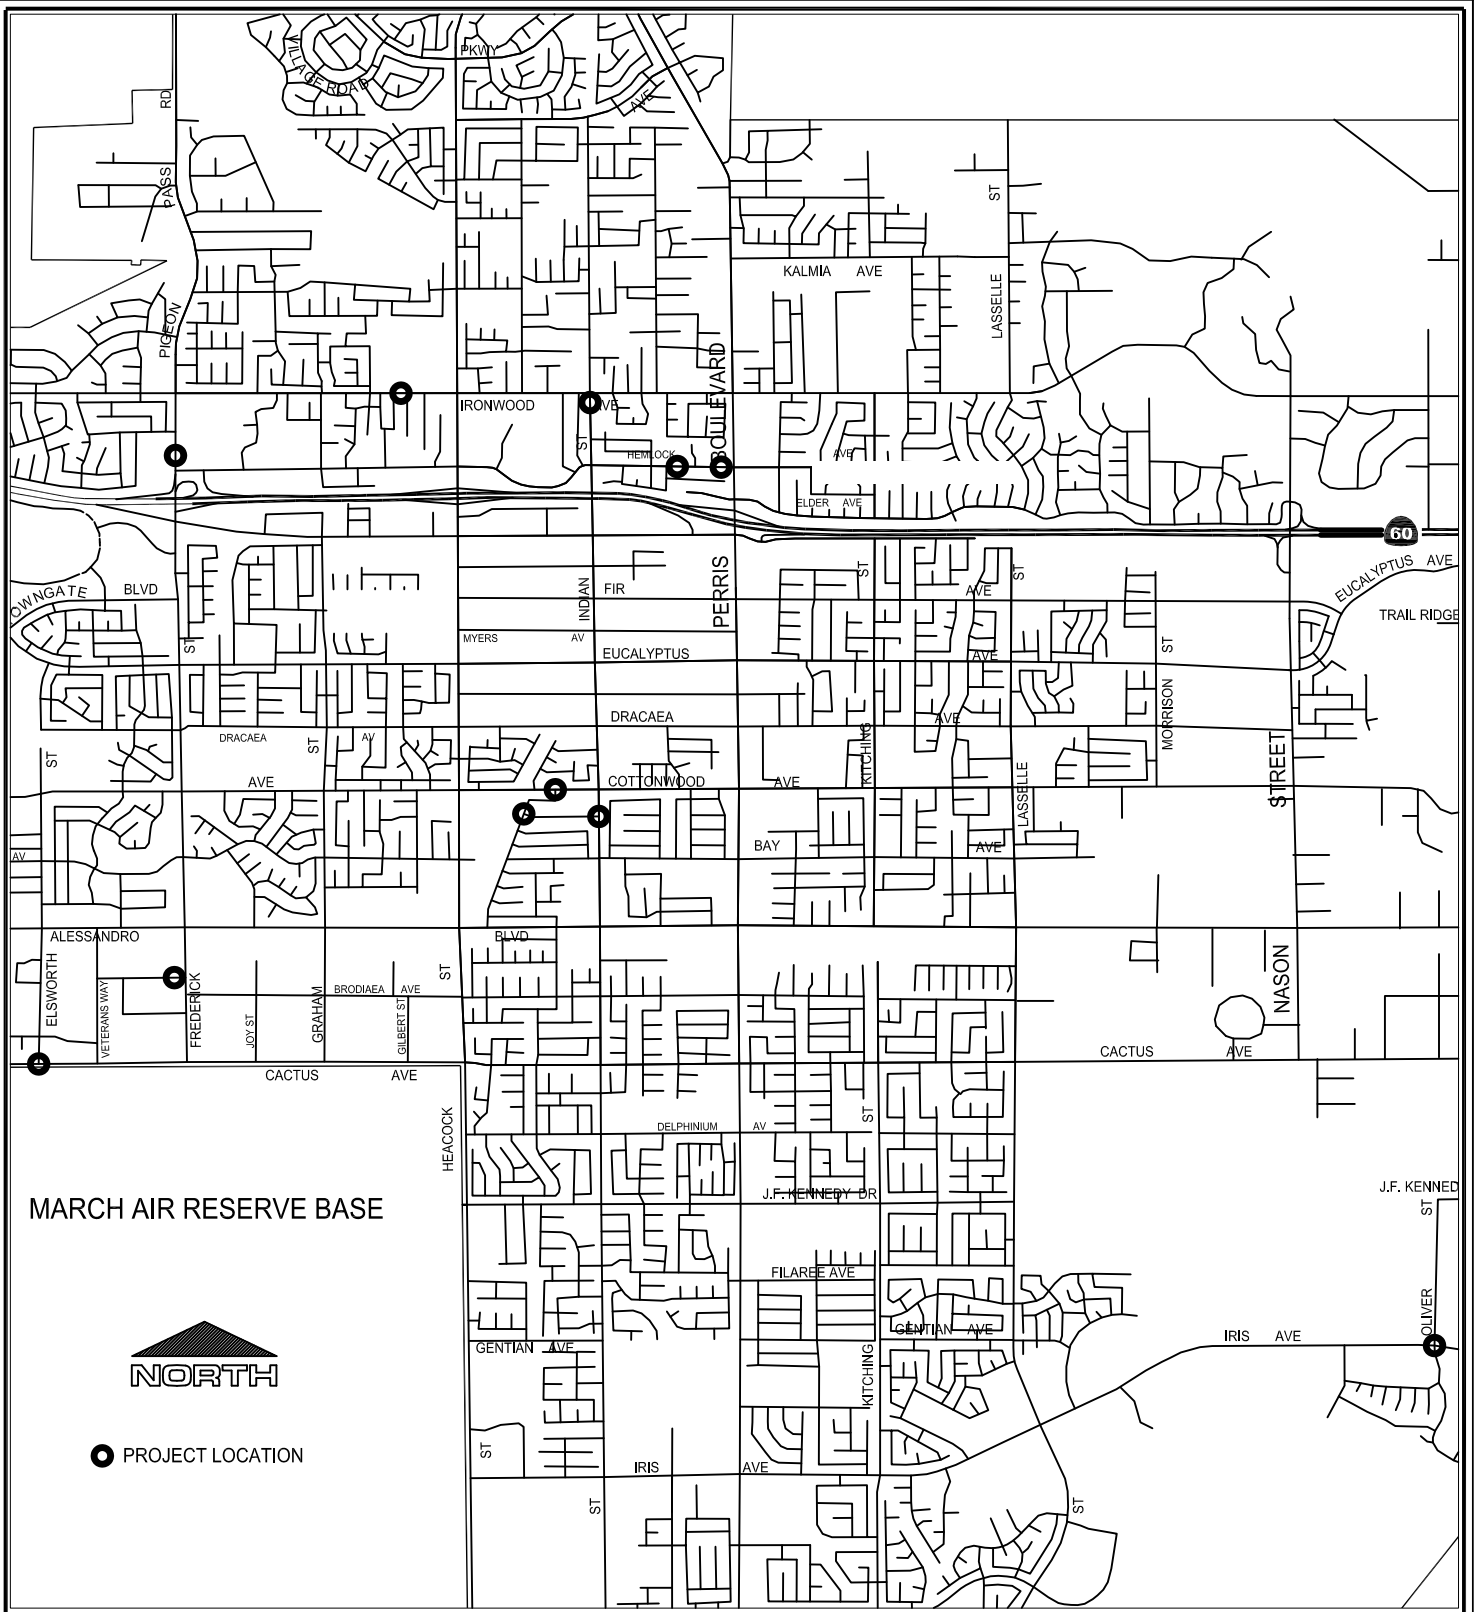 PKWY
VILLAGE ROAD
AVE
RD
PASS
ST
KALMIA AVE
LASSELLE
PIGEON
BOULEVARD
IRONWOOD AVE
ST
HEMLOCK
AVE
ELDER AVE
60
EUCALYPTUS AVE
OWNGATE BLVD
INDIAN
FIR
AVE
PERRIS
ST
ST
TRAIL RIDGE
MYERS AV
ST
EUCALYPTUS
AVE
ST
MORRISON
DRACAEA
AVE
DRACAEA AV
ST
ST
KITCHING
STREET
AVE
COTTONWOOD AVE
LASSELLE
AV
BAY AVE
ALESSANDRO
BLVD
ELSWORTH
VETERANS WAY
FREDERICK
JOY ST
GRAHAM
BRODIAEA AVE
GILBERT ST
ST
NASON
CACTUS AVE
CACTUS AVE
HEACOCK
DELPHINIUM AV
ST
MARCH AIR RESERVE BASE
J.F. KENNEDY DR
J.F. KENNED
ST
FILAREE AVE
OLIVER
GENTIAN AVE
IRIS AVE
GENTIAN AVE
NORTH
KITCHING
PROJECT LOCATION
ST
IRIS AVE
ST
ST